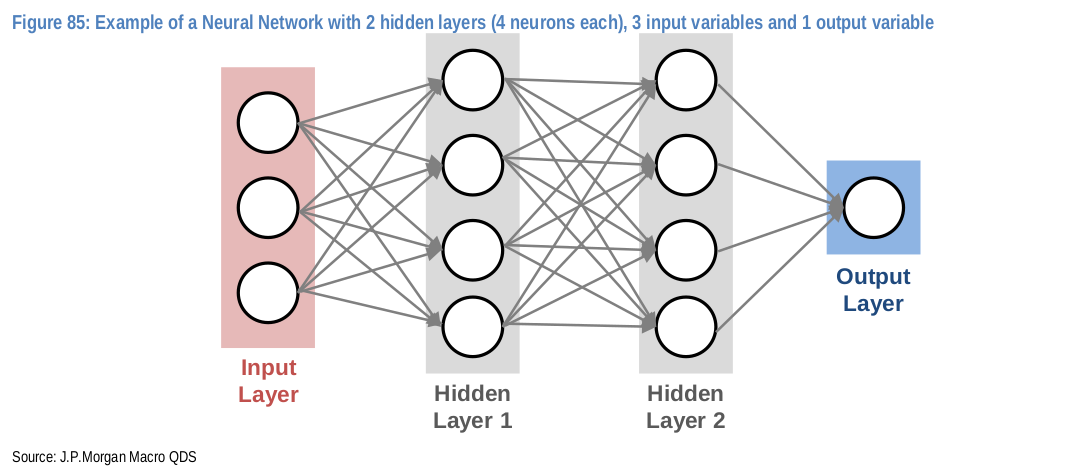 Figure 85: Example of a Neural Network with 2 hidden layers (4 neurons each), 3 input variables and 1 output variable
Output
Layer
Input
Layer
Hidden
Layer 1
Hidden
Layer 2
Source: J.P.Morgan Macro QDS